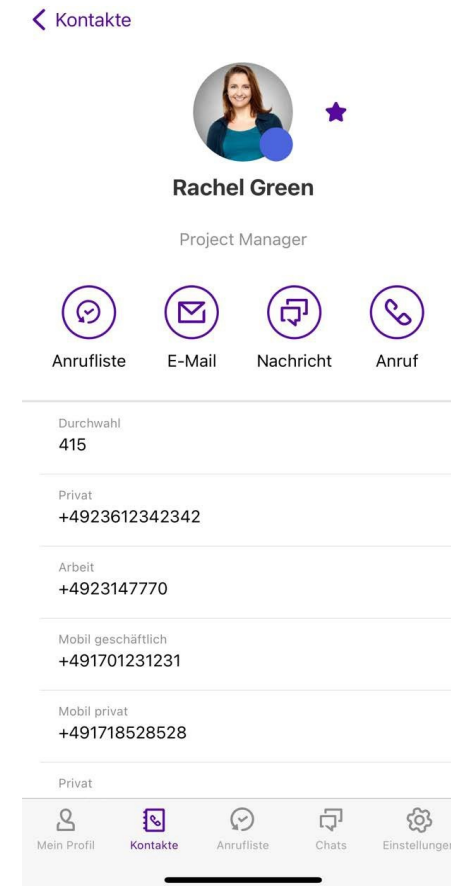 Kontakte
Rachel Green
Project Manager
Anrufliste E-Mail Nachricht Anruf
Durchwahl
415
Privat
+4923612342342
Arbeit
+4923147770
Mobil geschäftlich
+491701231231
Mobil privat
+491718528528
Privat
Mein Profil Kontakte Anrufliste Chats Einstellungen